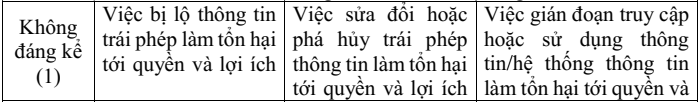 Không
đáng kể
(1)
Việc bị lộ thông tin
trái phép làm tổn hại
tới quyền và lợi ích
Việc sửa đổi hoặc
phá hủy trái phép
thông tin làm tổn hại
tới quyền và lợi ích
Việc gián đoạn truy cập
hoặc sử dụng thông
tin/hệ thống thông tin
làm tổn hại tới quyền và